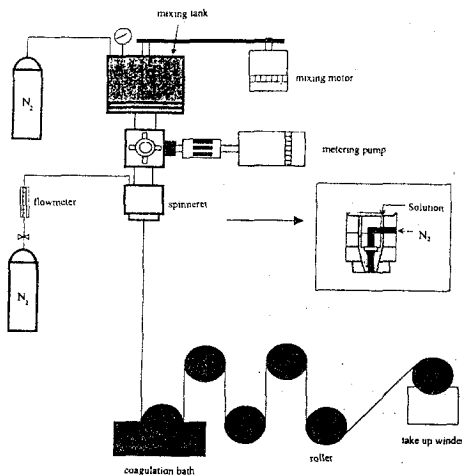 mixing tank
mixing motor
N2
metering pump
flowmeter
spinneret
Solution
N2
N2
roller
take up winder
coagulation bath